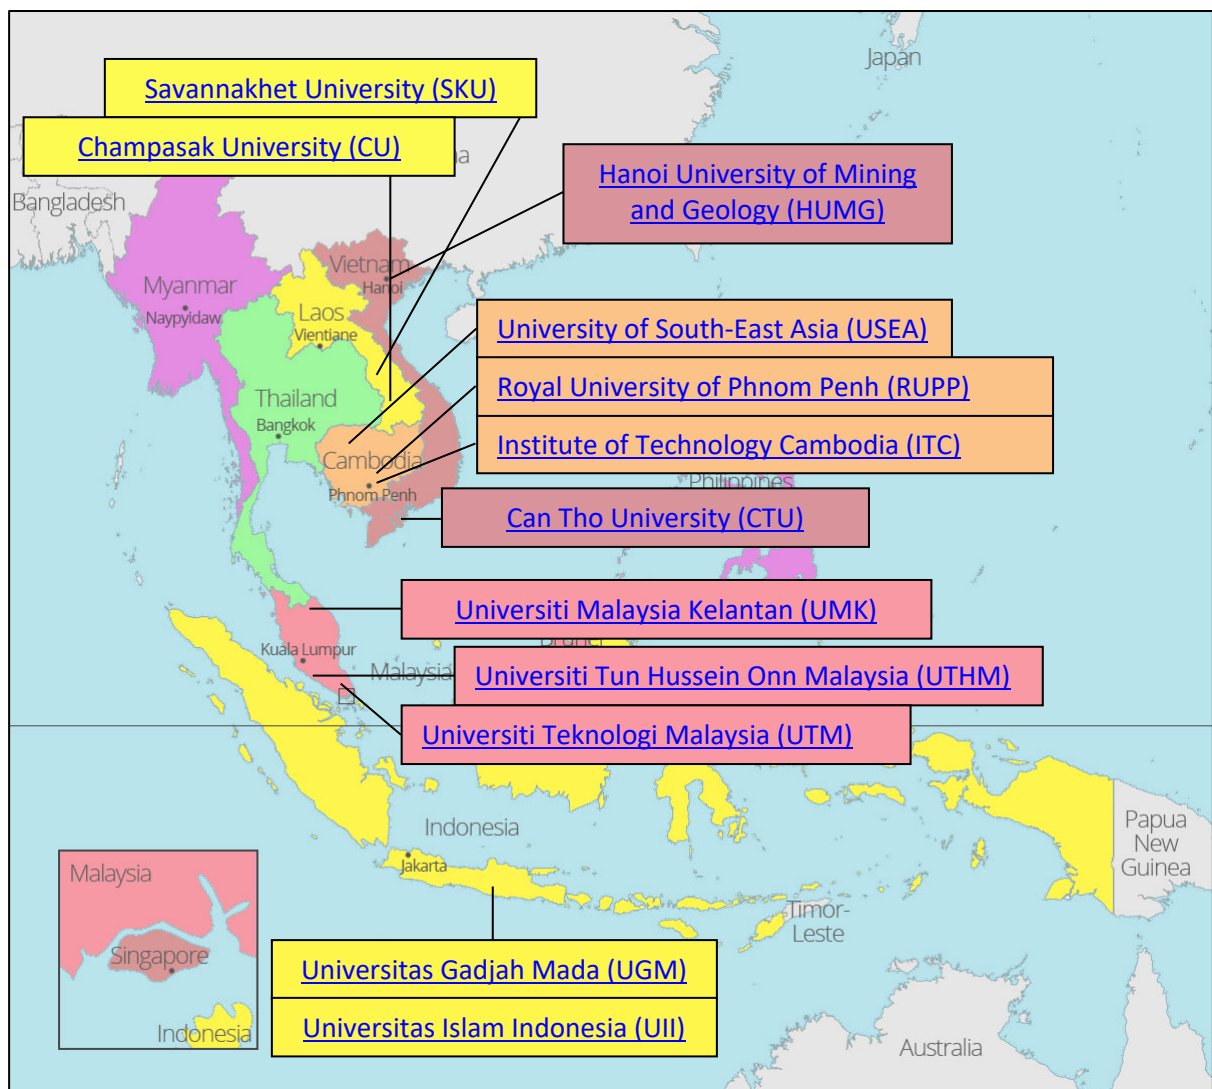 Japan
Savannakhet University (SKU)
Champasak University (CU)
na
Bangladesh
Hanoi University of Mining
and Geology (HUMG)
Vietnam
Hanoi
Myanmar
Naypyidaw
Laos
Vientiane
University of South-East Asia (USEA)
Royal University of Phnom Penh (RUPP)
Thailand
Bangkok
Institute of Technology Cambodia (ITC)
Cambodia
Philippines
Phnom Penh
Can Tho University (CTU)
Universiti Malaysia Kelantan (UMK)
Brunei
Kuala Lumpur
Malaysia
Universiti Tun Hussein Onn Malaysia (UTHM)
Universiti Teknologi Malaysia (UTM)
Indonesia
Jakarta
Papua
New
Guinea
Malaysia
Timor-
Leste
Singapore
Universitas Gadjah Mada (UGM)
Universitas Islam Indonesia (UII)
Indonesia
Australia